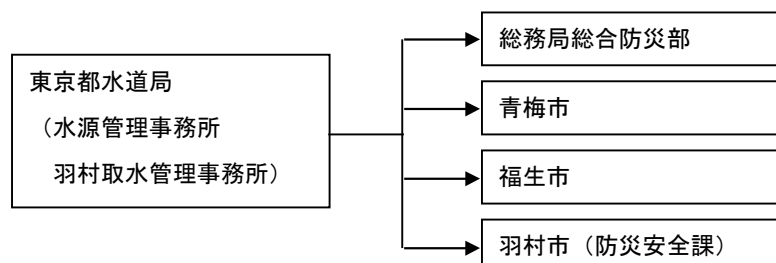 東京都水道局
（水源管理事務所
羽村取水管理事務所）
総務局総合防災部
青梅市
福生市
羽村市（防災安全課）